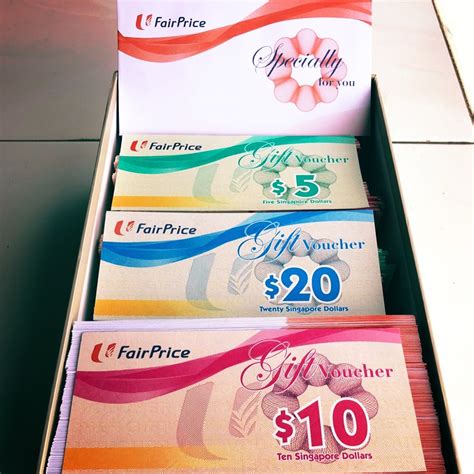 FairPrice
Specially
for you
FairPrice
Gift Voucher
$5
Five Singapore Dollars
FairPrice
Gift Voucher
$20
Twenty Singapore Dollars
FairPrice
Gift Voucher
$10
Ten Singapore Dollars